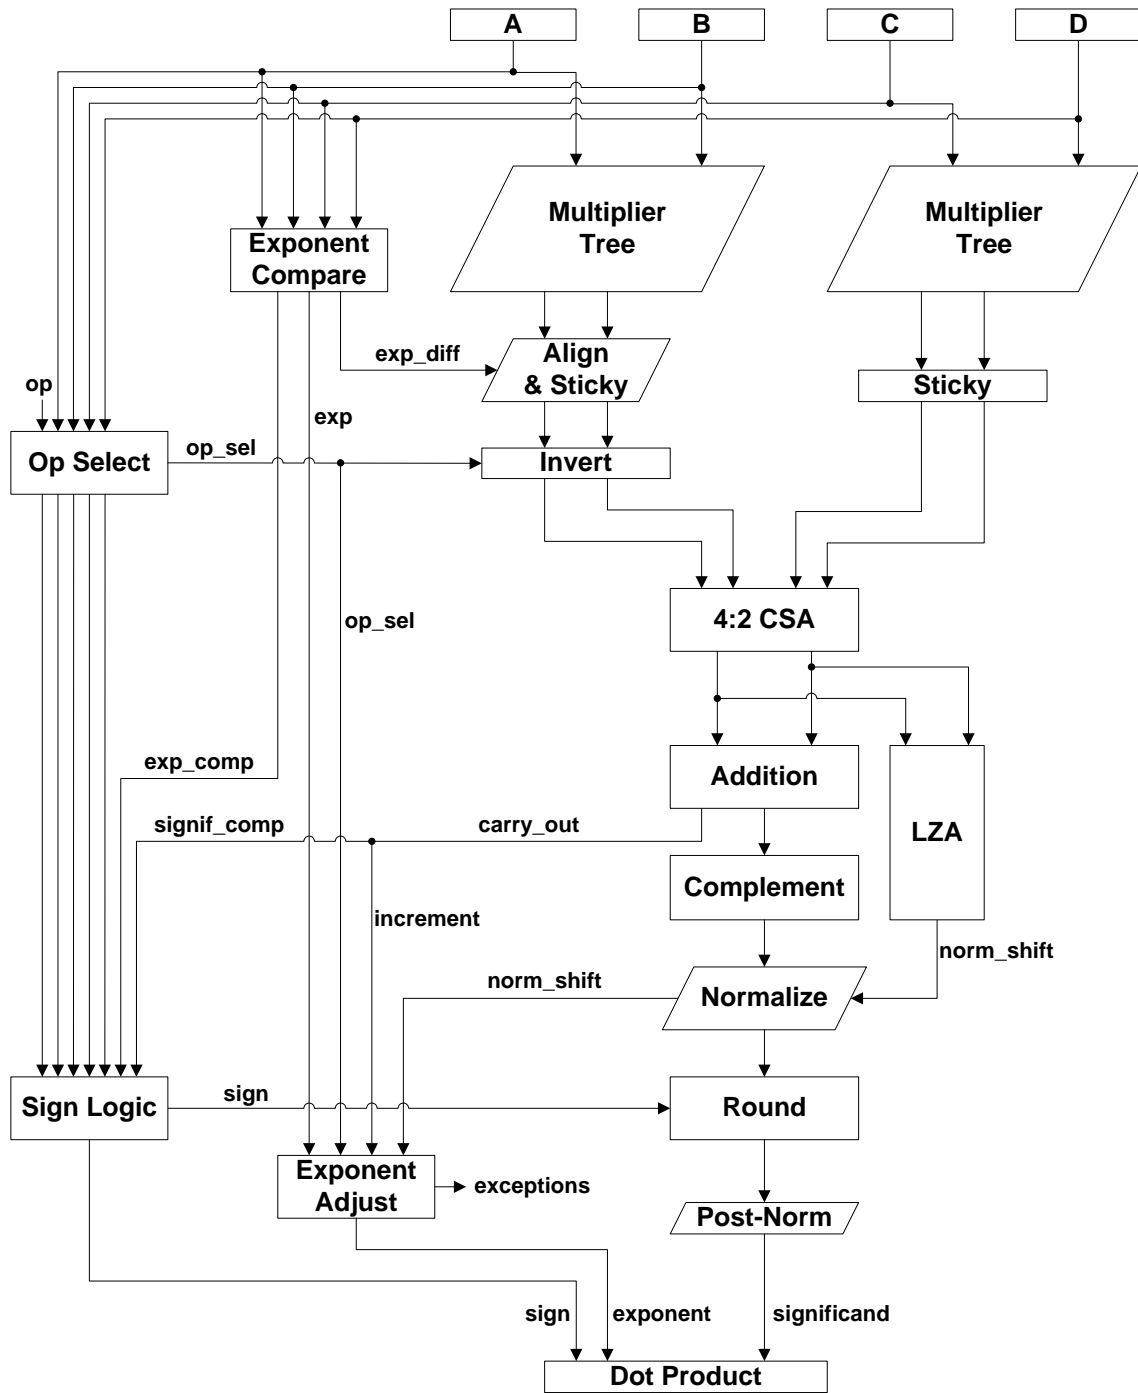 A
B
C
D
Multiplier
Tree
Multiplier
Tree
Exponent
Compare
exp_diff
Align
& Sticky
Sticky
op
exp
Op Select
op_sel
Invert
4:2 CSA
op_sel
exp_comp
Addition
signif_comp
carry_out
LZA
Complement
increment
norm_shift
norm_shift
Normalize
Sign Logic
sign
Round
Exponent
Adjust
exceptions
Post-Norm
sign
exponent
significand
Dot Product